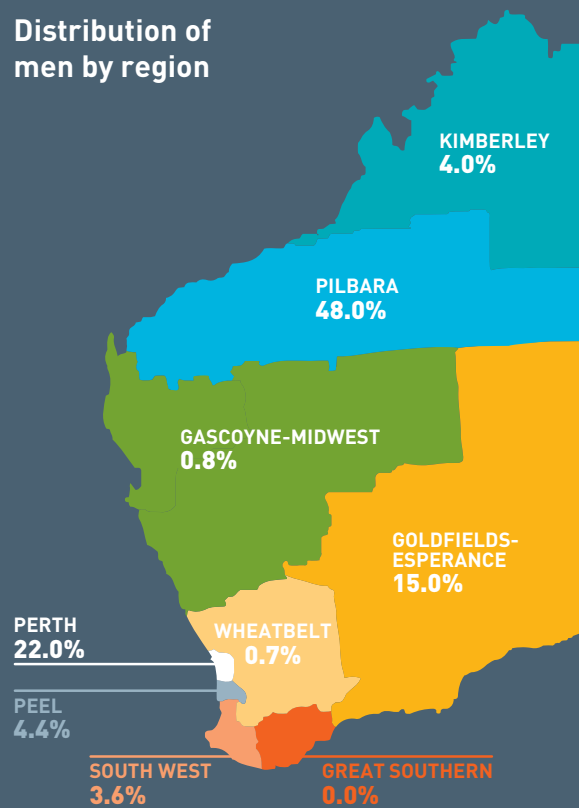 Distribution of
men by region
KIMBERLEY
4.0%
PILBARA
48.0%
GASCOYNE-MIDWEST
0.8%
GOLDFIELDS-
ESPERANCE
15.0%
PERTH
22.0%
WHEATBELT
0.7%
PEEL
4.4%
SOUTH WEST
3.6%
GREAT SOUTHERN
0.0%